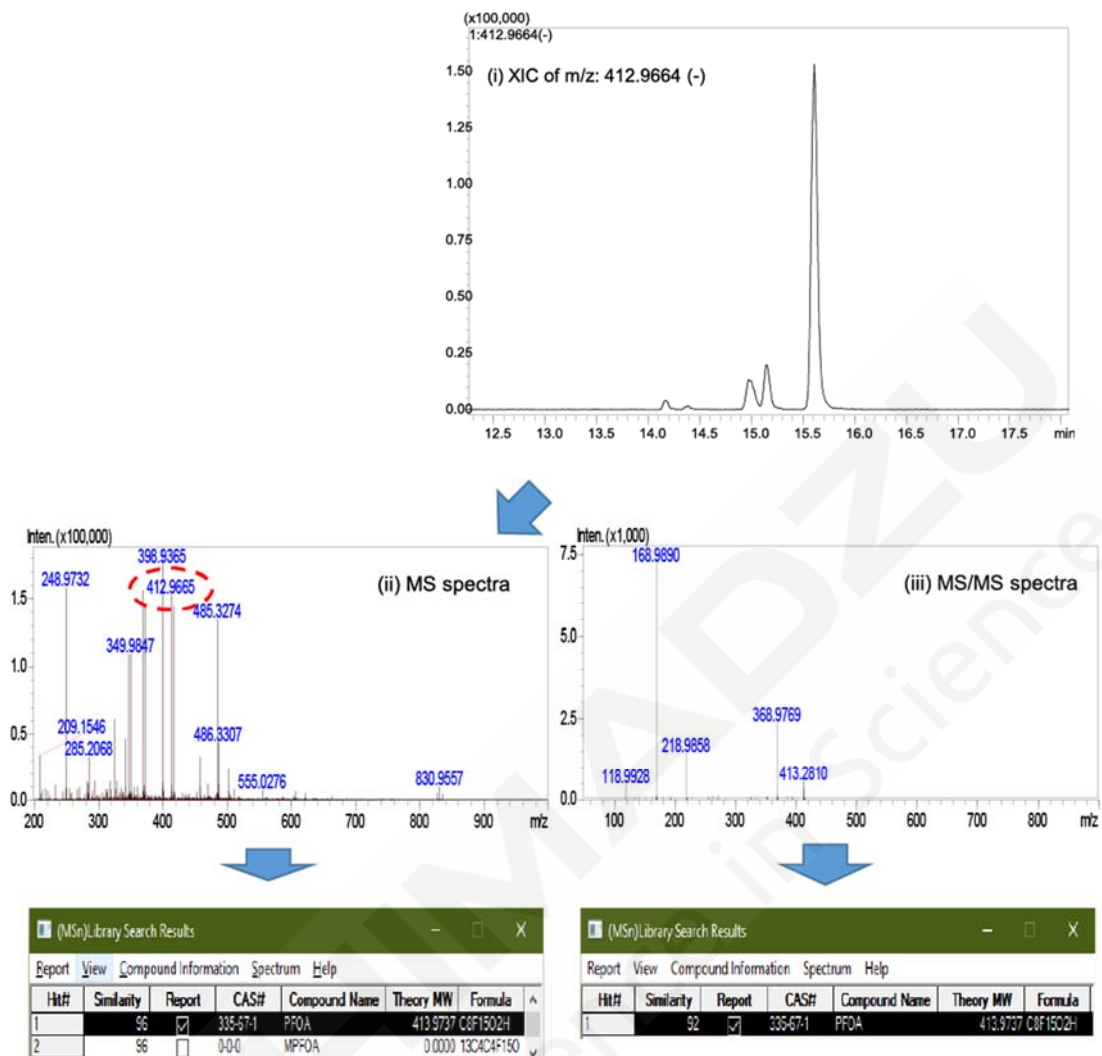 (x100,000)
1:412.9664(-)
(i) XIC of m/z: 412.9664 (-)
1.50
1.25
1.00
0.75
0.50
0.25
0.00
12.5 13.0 13.5 14.0 14.5 15.0 15.5 16.0 16.5 17.0 17.5 min
Inten. (x100,000)
(ii) MS spectra
398.9365
248.9732
412.9665
485.3274
1.5
349.9847
1.0
209.1546
0.5
486.3307
285.2068
555.0276
830.9557
0.0
200 300 400 500 600 700 800 900 m/z
Inten. (x1,000)
(iii) MS/MS spectra
7.5
168.9890
5.0
2.5
368.9769
218.9858
118.9928
413.2810
0.0
100 200 300 400 500 600 700 800 m/z
(MSn)Library Search Results
Report View Compound Information Spectrum Help
Hit# Similarity Report CAS# Compound Name Theory MW Formula
1 96 335-67-1 PFOA 413.9737 C8F15O2H
2 96 0-0-0 MPFOA 0.0000 13C4C4F15O
(MSn)Library Search Results
Report View Compound Information Spectrum Help
Hit# Similarity Report CAS# Compound Name Theory MW Formula
1 92 335-67-1 PFOA 413.9737 C8F15O2H
SHIMADZU
Excellence in Science